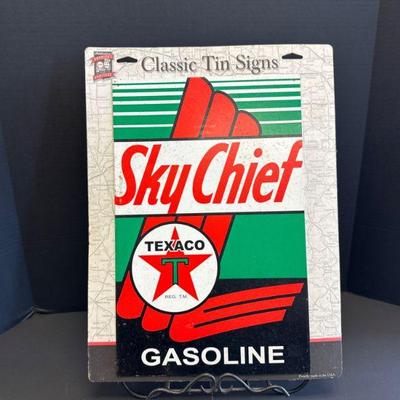 Classic Tin Signs
Sky Chief
TEXACO
T
REG. T.M.
GASOLINE